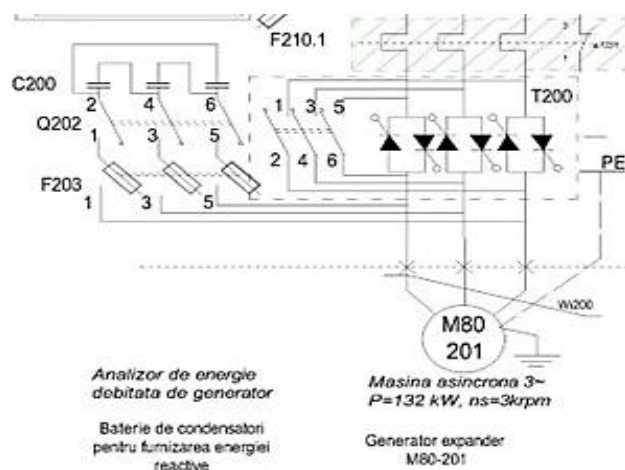 F210.1
3
1
C200
2 4 6
T200
1 3 5
Q202
1 3 5
2 4 6
PE
F203
1 3 5
W200
M80
201
Analizor de energie
debitata de generator
Masina asincrona 3~
P=132 kW, ns=3krpm
Baterie de condensatori
pentru furnizarea energiei
reactive
Generator expander
M80-201